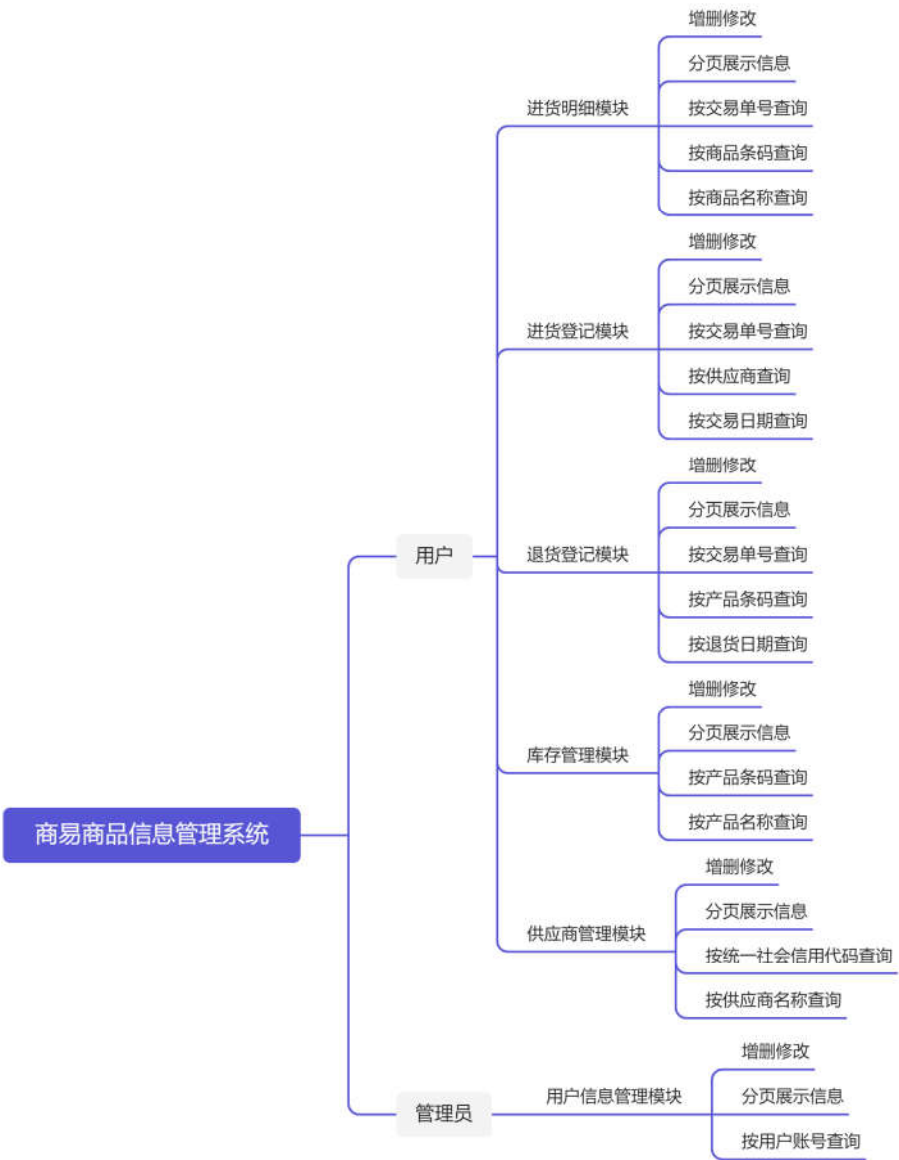 商易商品信息管理系统
用户
进货明细模块
增删修改
分页展示信息
按交易单号查询
按商品条码查询
按商品名称查询
进货登记模块
增删修改
分页展示信息
按交易单号查询
按供应商查询
按交易日期查询
退货登记模块
增删修改
分页展示信息
按交易单号查询
按产品条码查询
按退货日期查询
库存管理模块
增删修改
分页展示信息
按产品条码查询
按产品名称查询
供应商管理模块
增删修改
分页展示信息
按统一社会信用代码查询
按供应商名称查询
管理员
用户信息管理模块
增删修改
分页展示信息
按用户账号查询